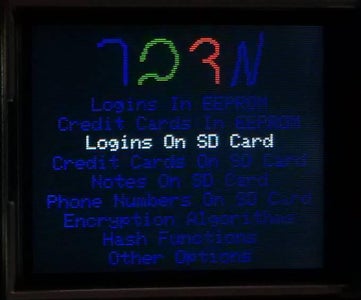 Logins In EEPROM
Credit Cards In EEPROM
Logins On SD Card
Credit Cards On SD Card
Notes On SD Card
Phone Numbers On SD Card
Encryption Algorithms
Hash Functions
Other Options